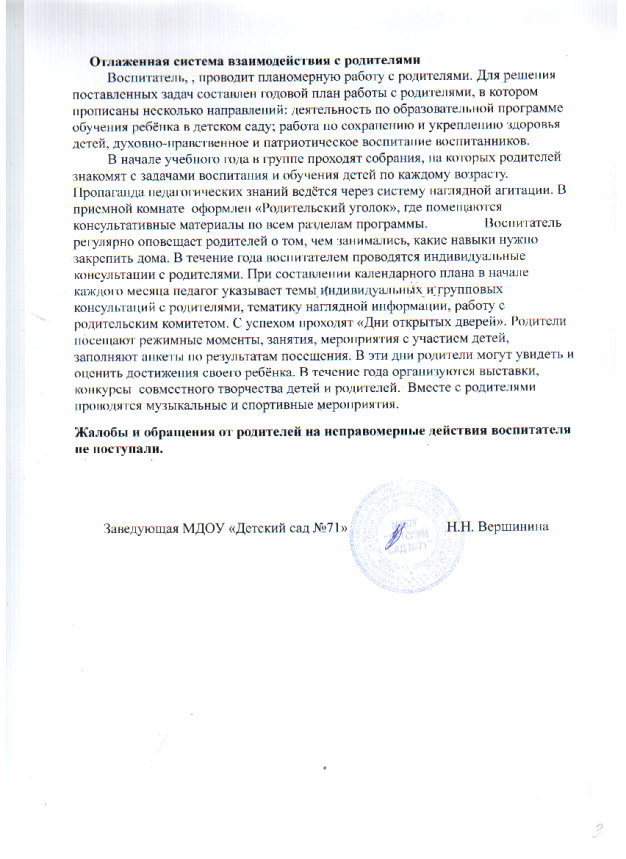 Отлаженная система взаимодействия с родителями
Воспитатель, , проводит планомерную работу с родителями. Для решения
поставленных задач составлен годовой план работы с родителями, в котором
прописаны несколько направлений: деятельность по образовательной программе
обучения ребёнка в детском саду; работа по сохранению и укреплению здоровья
детей, духовно-нравственное и патриотическое воспитание воспитанников.
В начале учебного года в группе проходят собрания, на которых родителей
знакомят с задачами воспитания и обучения детей по каждому возрасту.
Пропаганда педагогических знаний ведётся через систему наглядной агитации. В
приемной комнате оформлен «Родительский уголок», где помещаются
консультативные материалы по всем разделам программы. Воспитатель
регулярно оповещает родителей о том, чем занимались, какие навыки нужно
закрепить дома. В течение года воспитателем проводятся индивидуальные
консультации с родителями. При составлении календарного плана в начале
каждого месяца педагог указывает темы индивидуальных и групповых
консультаций с родителями, тематику наглядной информации, работу с
родительским комитетом. С успехом проходят «Дни открытых дверей». Родители
посещают режимные моменты, занятия, мероприятия с участием детей,
заполняют анкеты по результатам посещения. В эти дни родители могут увидеть и
оценить достижения своего ребёнка. В течение года организуются выставки,
конкурсы совместного творчества детей и родителей. Вместе с родителями
проводятся музыкальные и спортивные мероприятия.
Жалобы и обращения от родителей на неправомерные действия воспитателя
не поступали.
Заведующая МДОУ «Детский сад №71» Н.Н. Вершинина
САД №71
3